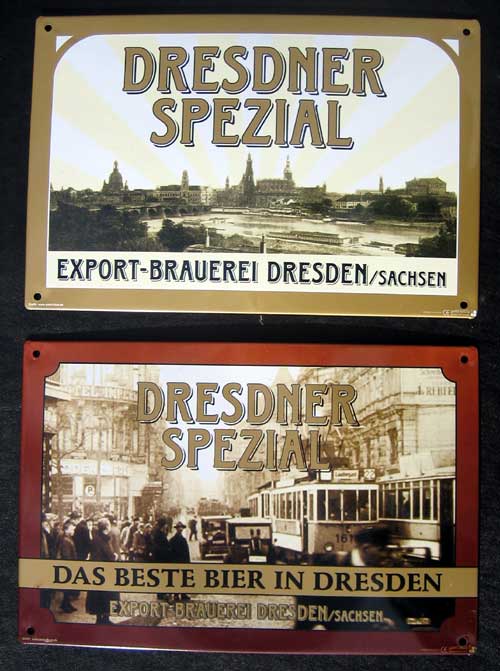 DRESDNER
SPEZIAL
EXPORT-BRAUEREI DRESDEN/SACHSEN
DRESDNER
SPEZIAL
DAS BESTE BIER IN DRESDEN
EXPORT-BRAUEREI DRESDEN/SACHSEN